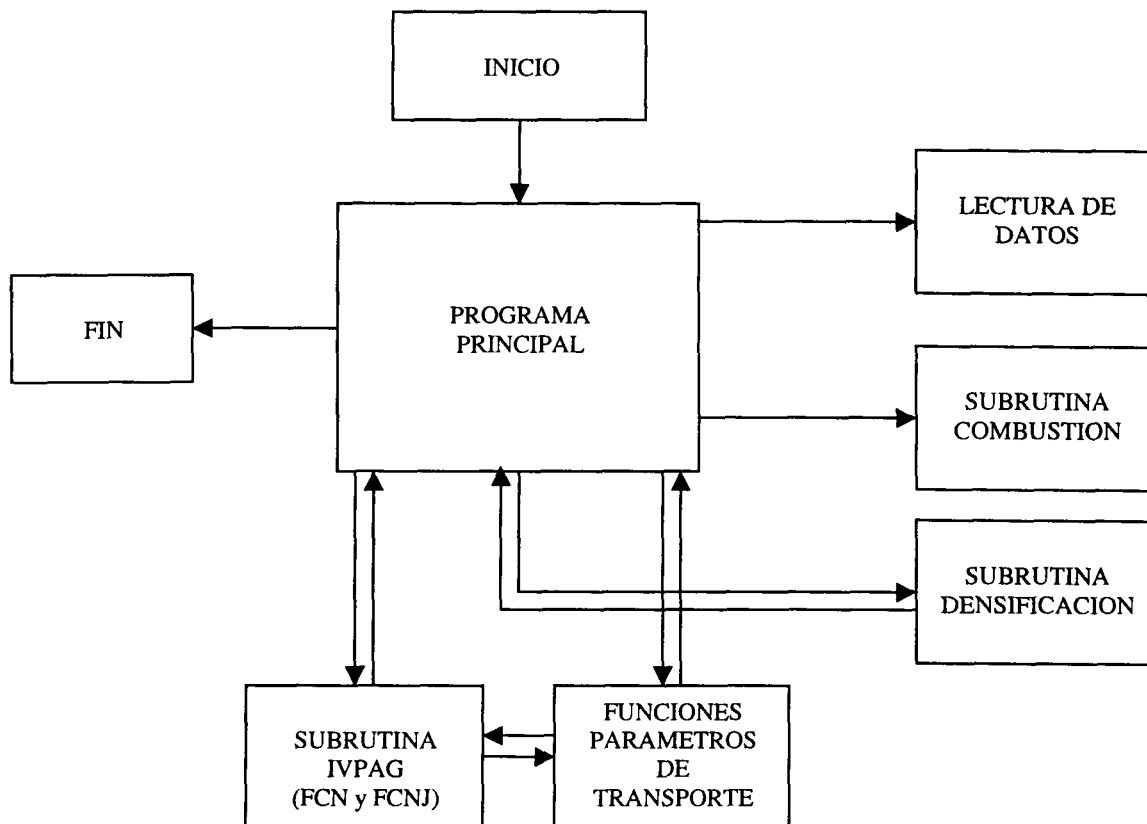 INICIO
LECTURA DE
DATOS
PROGRAMA
PRINCIPAL
FIN
SUBRUTINA
COMBUSTION
SUBRUTINA
DENSIFICACION
SUBRUTINA
IVPAG
(FCN y FCNJ)
FUNCIONES
PARAMETROS
DE
TRANSPORTE